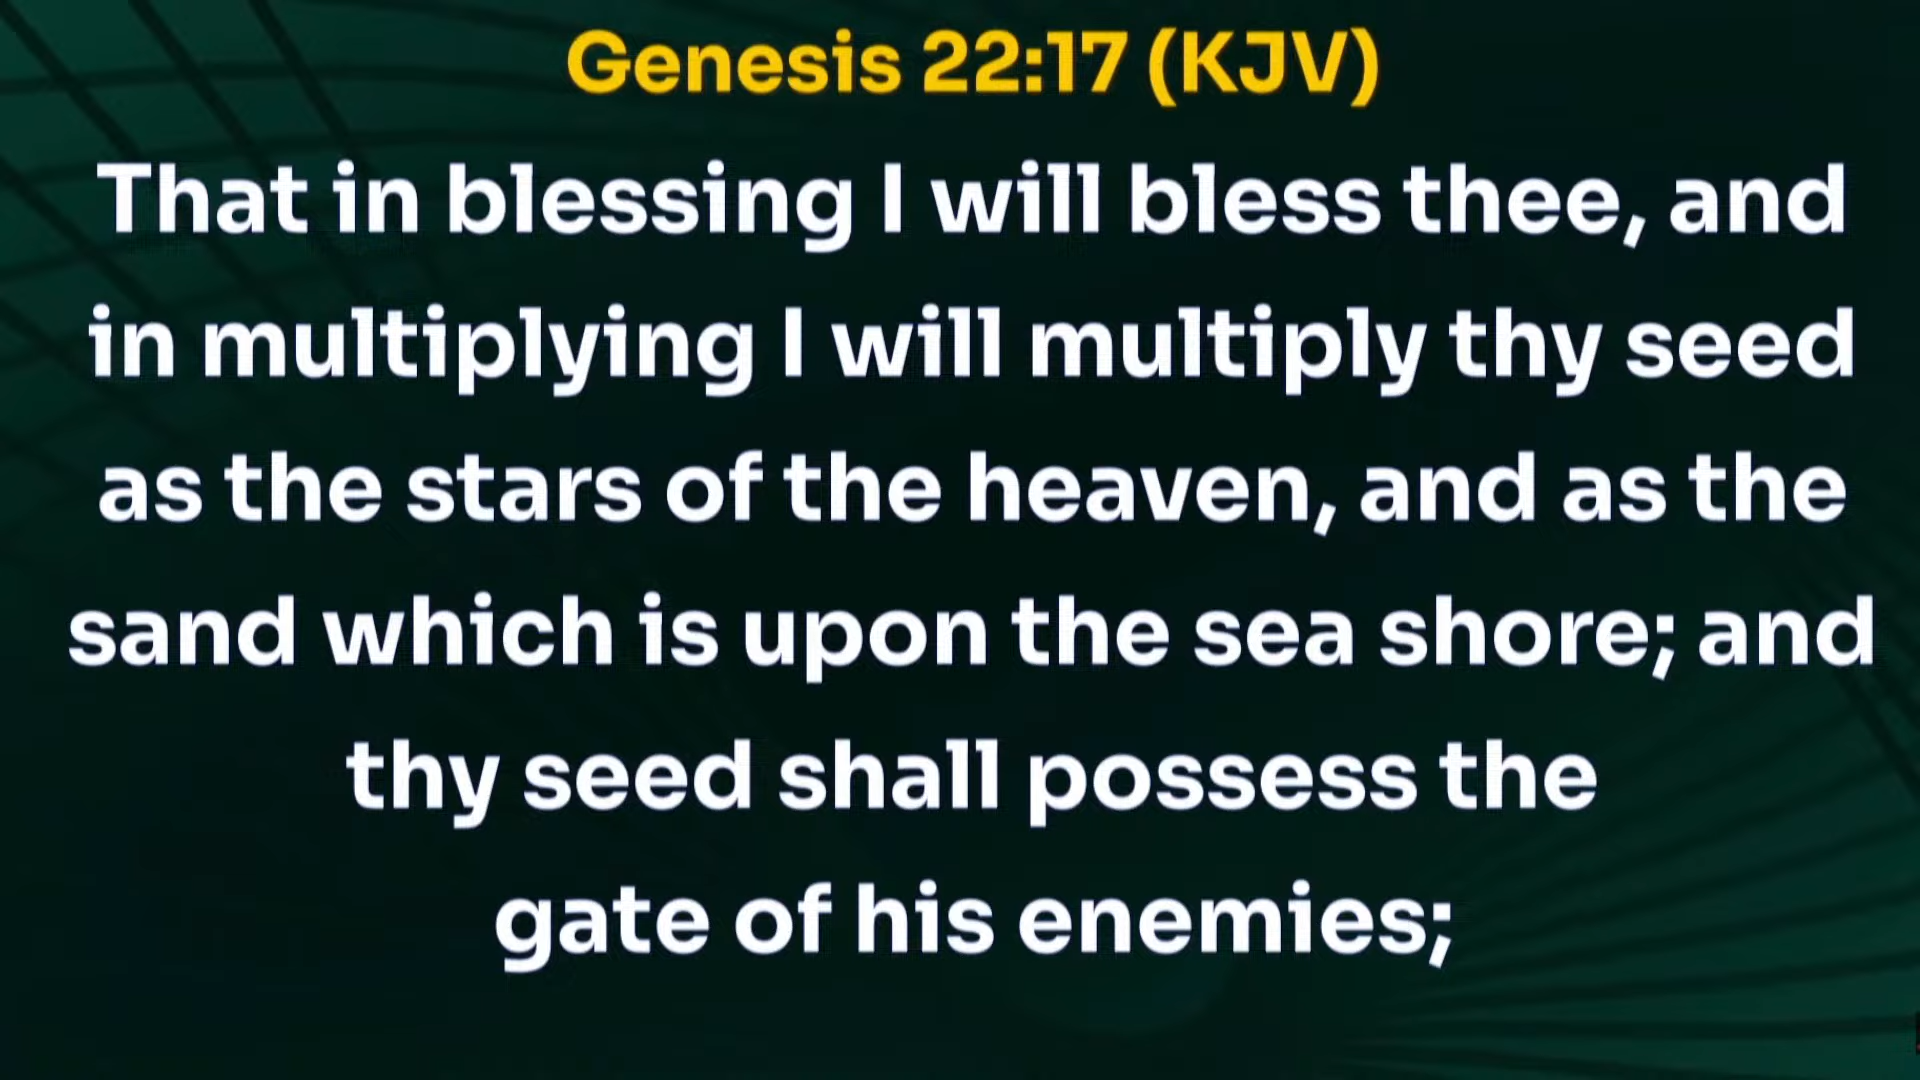 Genesis 22:17 (KJV)
That in blessing I will bless thee, and
in multiplying I will multiply thy seed
as the stars of the heaven, and as the
sand which is upon the sea shore; and
thy seed shall possess the
gate of his enemies;